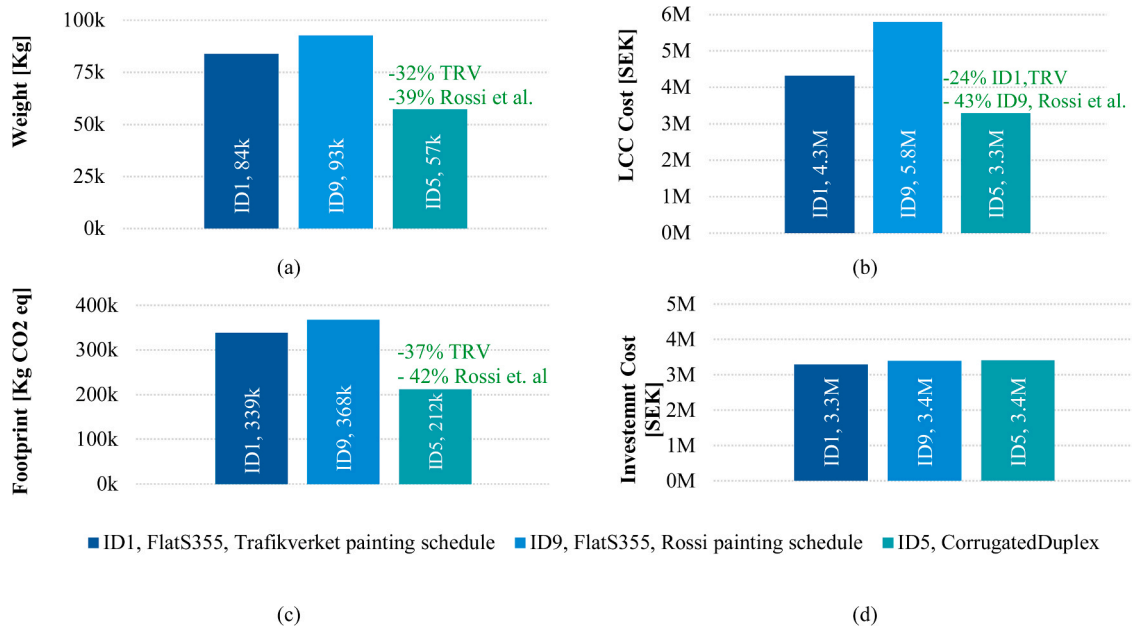 Weight [Kg]
100k
75k
50k
25k
0k
ID1, 84k
ID9, 93k
ID5, 57k
-32% TRV
-39% Rossi et al.
(a)
LCC Cost [SEK]
6M
5M
4M
3M
2M
1M
0M
ID1, 4.3M
ID9, 5.8M
ID5, 3.3M
-24% ID1,TRV
- 43% ID9, Rossi et al.
(b)
Footprint [Kg CO2 eq]
400k
300k
200k
100k
0k
ID1, 339k
ID9, 368k
ID5, 212k
-37% TRV
- 42% Rossi et. al
Investemnt Cost
[SEK]
5M
4M
3M
2M
1M
0M
ID1, 3.3M
ID9, 3.4M
ID5, 3.4M
ID1, FlatS355, Trafikverket painting schedule
ID9, FlatS355, Rossi painting schedule
ID5, CorrugatedDuplex
(c)
(d)